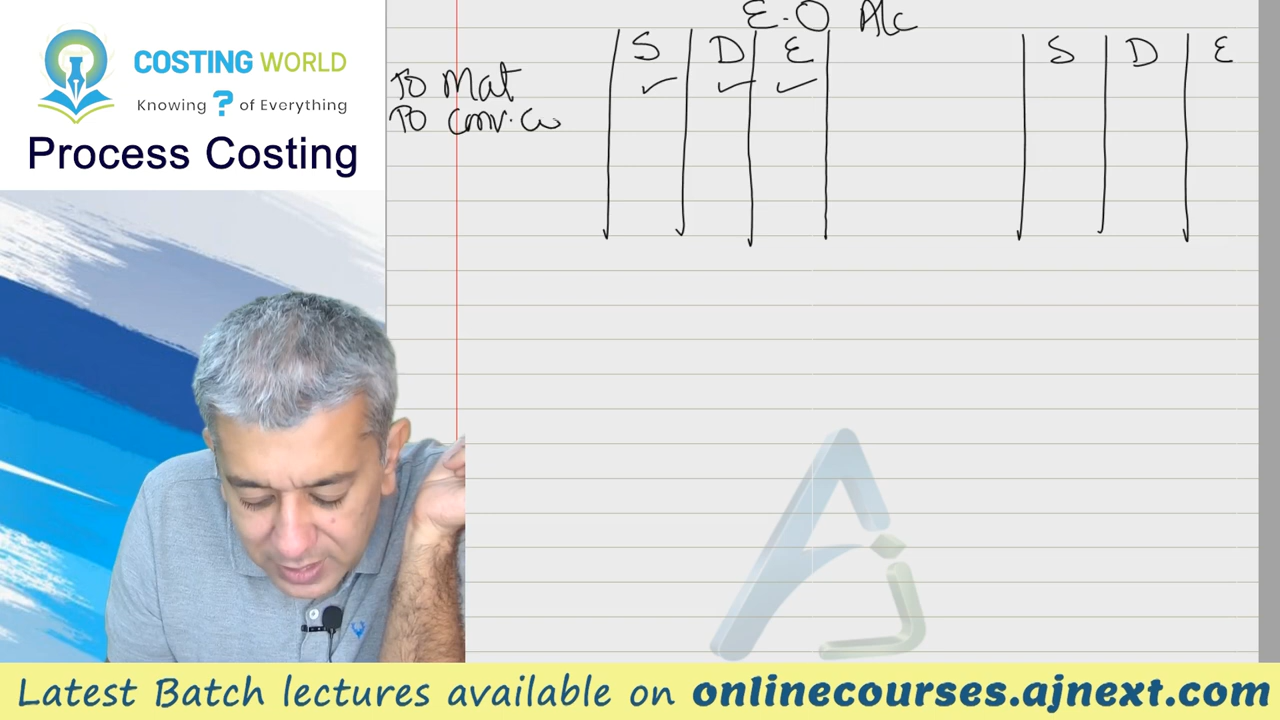 COSTING WORLD
Knowing ? of Everything
Process Costing
E.O A/c
S D E S D E
To Mat
To Conv. Co
Latest Batch lectures available on onlinecourses.ajnext.com